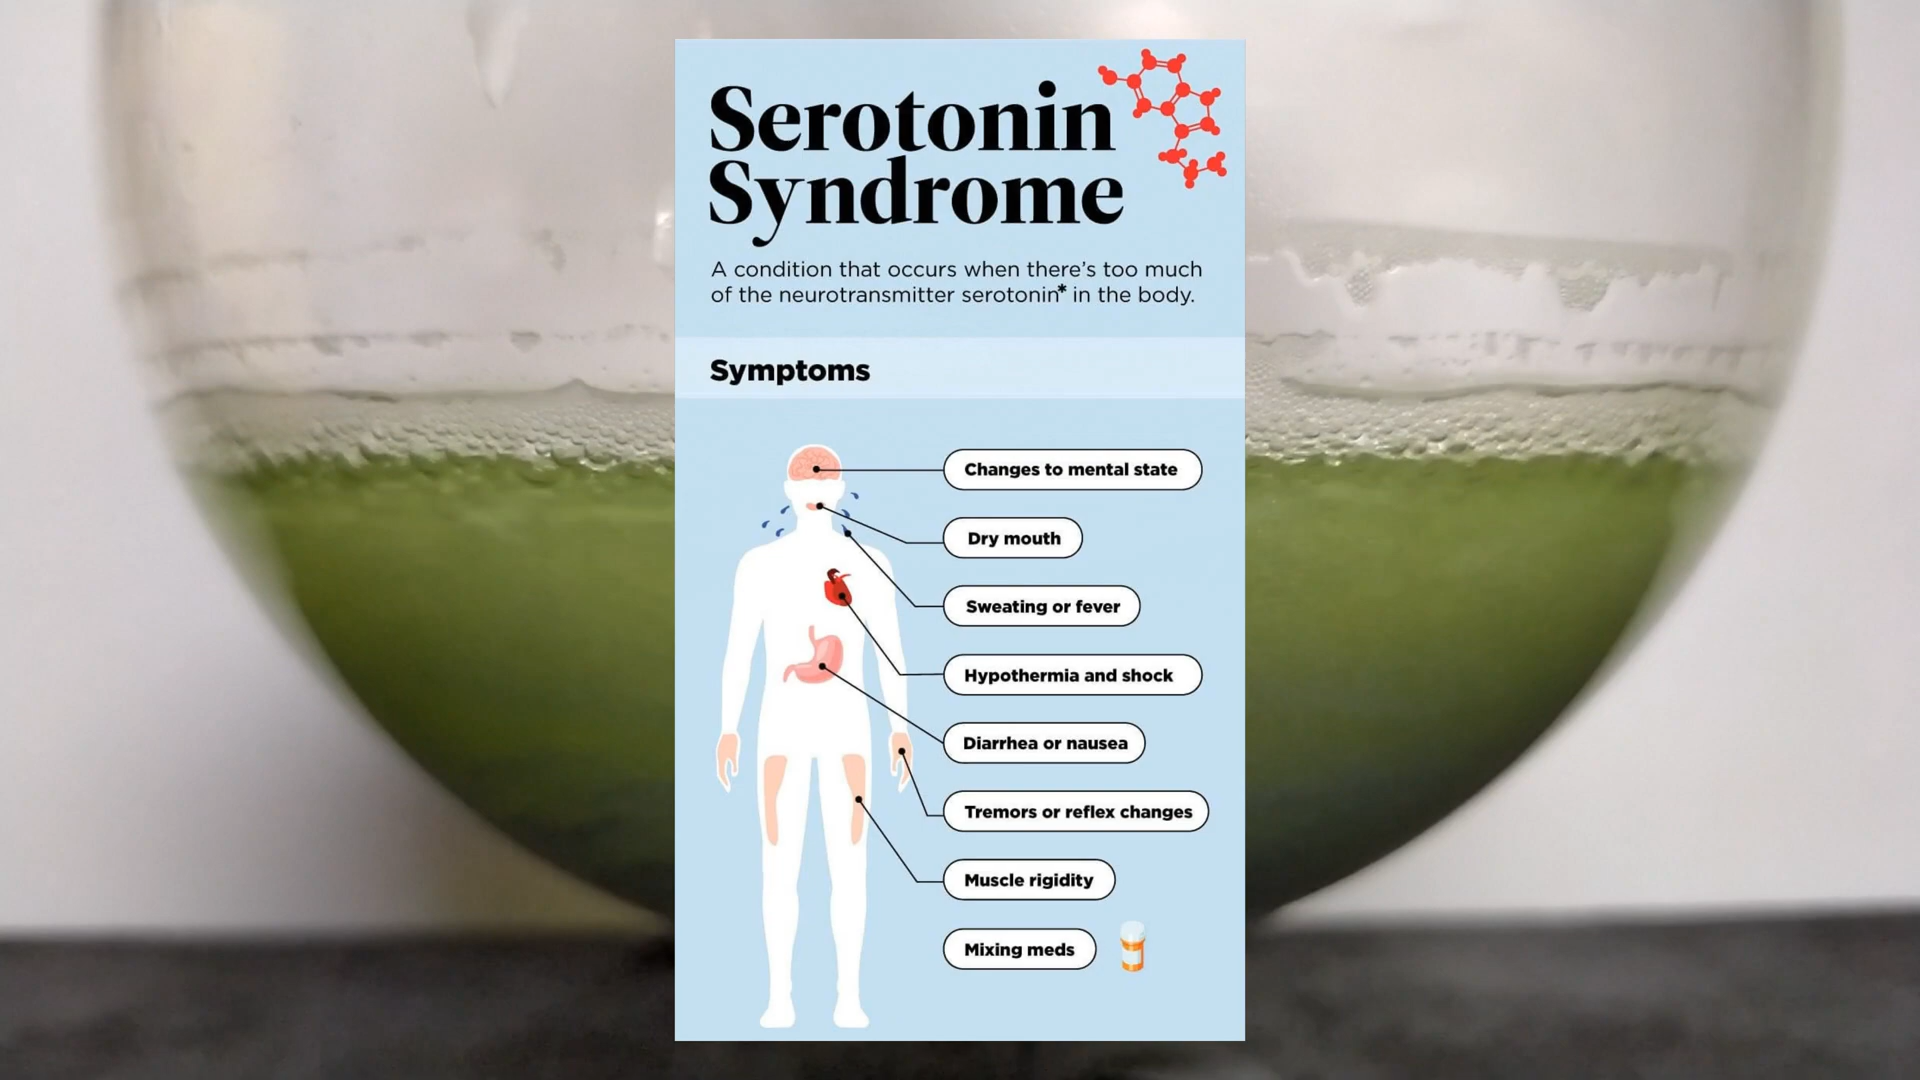 Serotonin
Syndrome
A condition that occurs when there's too much
of the neurotransmitter serotonin* in the body.
Symptoms
Changes to mental state
Dry mouth
Sweating or fever
Hypothermia and shock
Diarrhea or nausea
Tremors or reflex changes
Muscle rigidity
Mixing meds